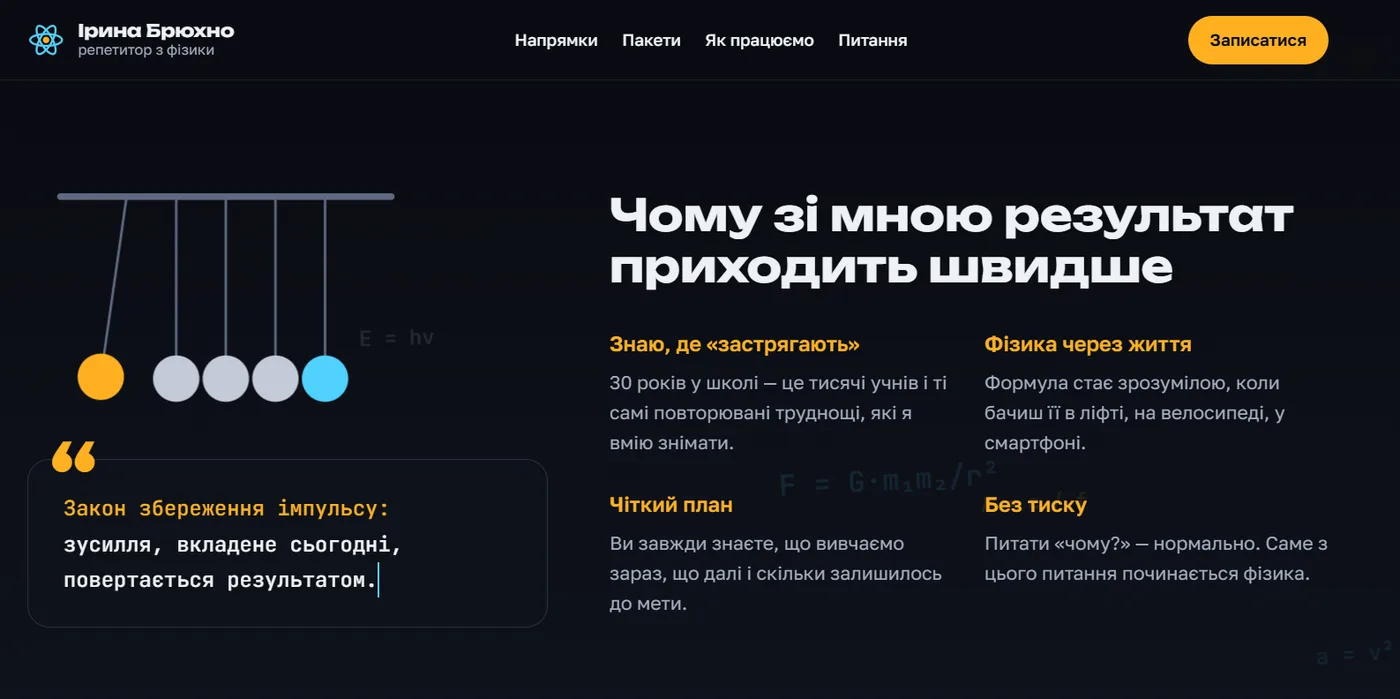 Ірина Брюхно
репетитор з фізики
Напрямки
Пакети
Як працюємо
Питання
Записатися
E = hν
“
Закон збереження імпульсу:
зусилля, вкладене сьогодні,
повертається результатом.
Чому зі мною результат
приходить швидше
Знаю, де «застрягають»
30 років у школі — це тисячі учнів і ті
самі повторювані труднощі, які я
вмію знімати.
Фізика через життя
Формула стає зрозумілою, коли
бачиш її в ліфті, на велосипеді, у
смартфоні.
F = G·m₁m₂/r²
Чіткий план
Ви завжди знаєте, що вивчаємо
зараз, що далі і скільки залишилось
до мети.
Без тиску
Питати «чому?» — нормально. Саме з
цього питання починається фізика.
a = v²